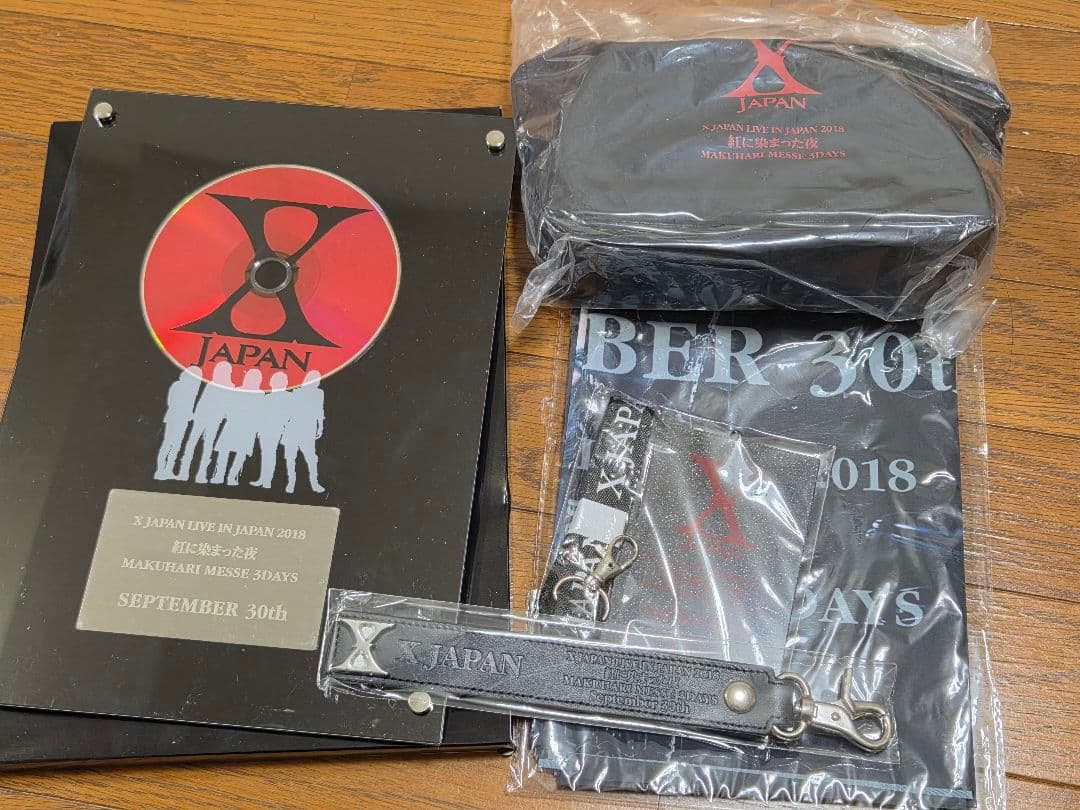 X
JAPAN
X JAPAN LIVE IN JAPAN 2018
紅に染まった夜
MAKUHARI MESSE 3DAYS
SEPTEMBER 30th
X
JAPAN
X JAPAN LIVE IN JAPAN 2018
紅に染まった夜
MAKUHARI MESSE 3DAYS
BER 30t
2018
DAYS
X JAP
X
X
X JAPAN
X JAPAN LIVE IN JAPAN 2018
MAKUHARI MESSE 3DAYS
September 30th